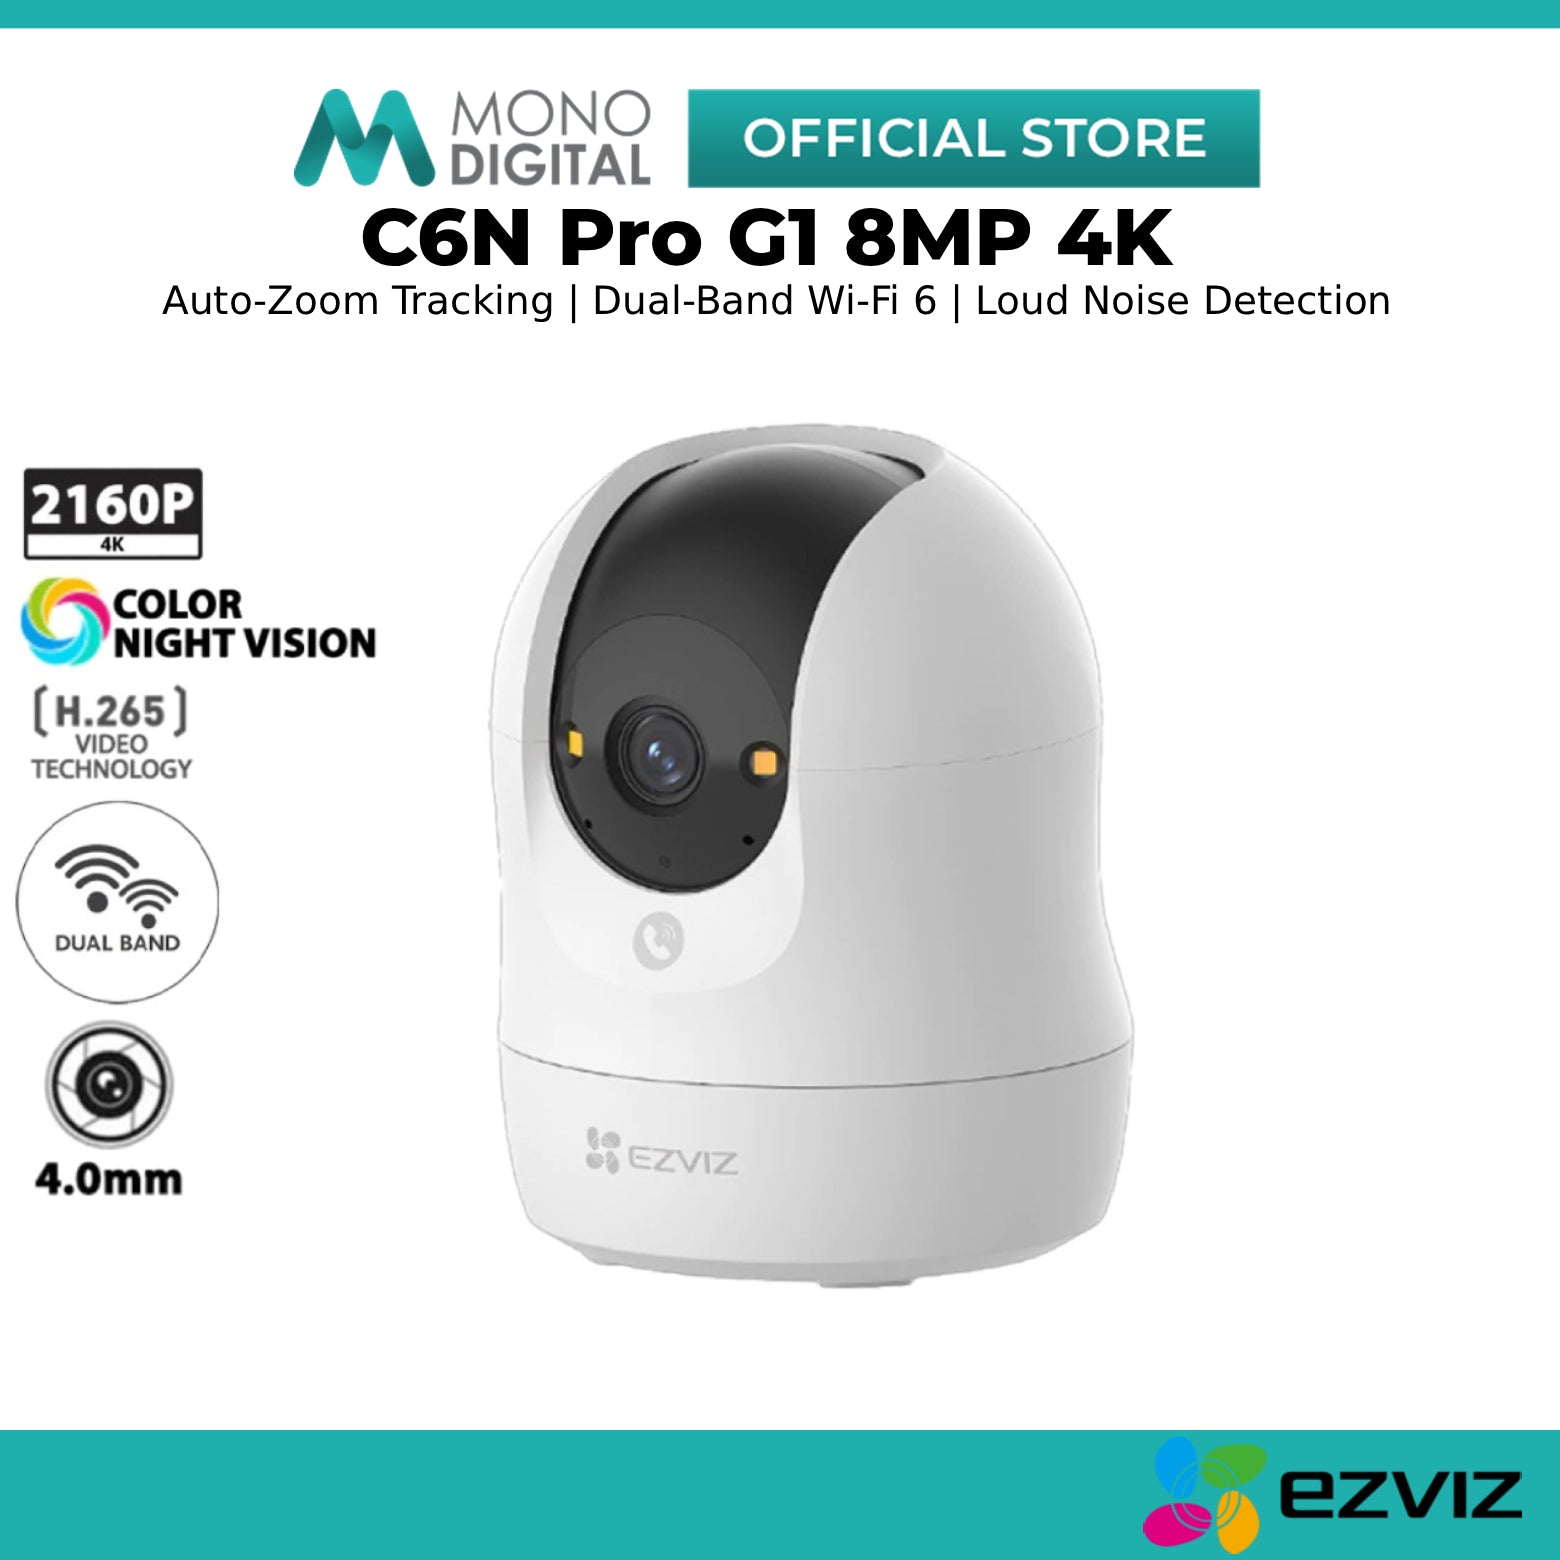 MONO
DIGITAL
OFFICIAL STORE
C6N Pro G1 8MP 4K
Auto-Zoom Tracking | Dual-Band Wi-Fi 6 | Loud Noise Detection
2160P
4K
COLOR
NIGHT VISION
[H.265]
VIDEO
TECHNOLOGY
DUAL BAND
4.0mm
EZVIZ
ezviz